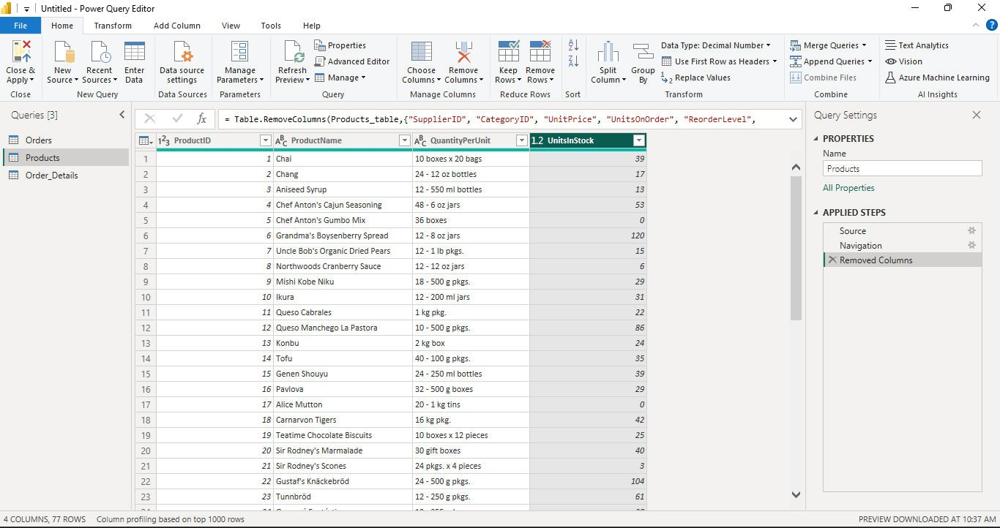 Untitled - Power Query Editor
File Home Transform Add Column View Tools Help
Close & Apply
Close
New Source Recent Sources Enter Data
New Query
Data source settings
Data Sources
Manage Parameters
Parameters
Refresh Preview Properties Advanced Editor Manage
Query
Choose Columns Remove Columns
Manage Columns
Keep Rows Remove Rows
Reduce Rows
Sort
Split Column Group By Data Type: Decimal Number Use First Row as Headers Replace Values
Transform
Merge Queries Append Queries Combine Files
Combine
Text Analytics Vision Azure Machine Learning
AI Insights
Queries [3]
Orders
Products
Order_Details
fx = Table.RemoveColumns(Products_table,{"SupplierID", "CategoryID", "UnitPrice", "UnitsOnOrder", "ReorderLevel",
123 ProductID ABC ProductName ABC QuantityPerUnit 1.2 UnitsInStock
1 1 Chai 10 boxes x 20 bags 39
2 2 Chang 24 - 12 oz bottles 17
3 3 Aniseed Syrup 12 - 550 ml bottles 13
4 4 Chef Anton's Cajun Seasoning 48 - 6 oz jars 53
5 5 Chef Anton's Gumbo Mix 36 boxes 0
6 6 Grandma's Boysenberry Spread 12 - 8 oz jars 120
7 7 Uncle Bob's Organic Dried Pears 12 - 1 lb pkgs. 15
8 8 Northwoods Cranberry Sauce 12 - 12 oz jars 6
9 9 Mishi Kobe Niku 18 - 500 g pkgs. 29
10 10 Ikura 12 - 200 ml jars 31
11 11 Queso Cabrales 1 kg pkg. 22
12 12 Queso Manchego La Pastora 10 - 500 g pkgs. 86
13 13 Konbu 2 kg box 24
14 14 Tofu 40 - 100 g pkgs. 35
15 15 Genen Shouyu 24 - 250 ml bottles 39
16 16 Pavlova 32 - 500 g boxes 29
17 17 Alice Mutton 20 - 1 kg tins 0
18 18 Carnarvon Tigers 16 kg pkg. 42
19 19 Teatime Chocolate Biscuits 10 boxes x 12 pieces 25
20 20 Sir Rodney's Marmalade 30 gift boxes 40
21 21 Sir Rodney's Scones 24 pkgs. x 4 pieces 3
22 22 Gustaf's Knäckebröd 24 - 500 g pkgs. 104
23 23 Tunnbröd 12 - 250 g pkgs. 61
Query Settings
PROPERTIES
Name
Products
All Properties
APPLIED STEPS
Source
Navigation
Removed Columns
4 COLUMNS, 77 ROWS Column profiling based on top 1000 rows
PREVIEW DOWNLOADED AT 10:37 AM